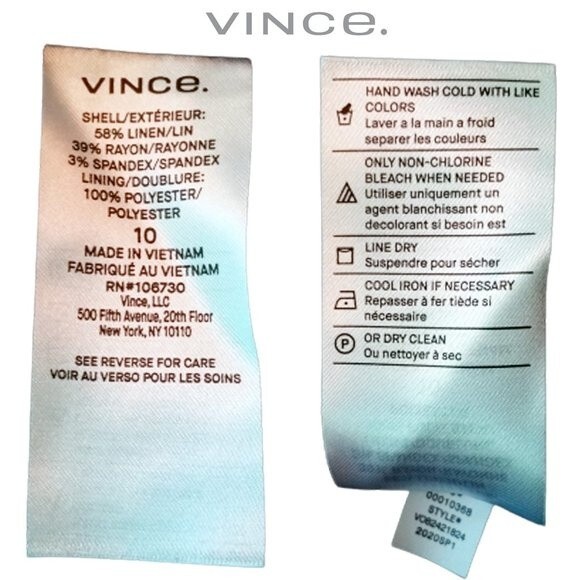 VINCE.
VINCE.
SHELL/EXTÉRIEUR:
58% LINEN/LIN
39% RAYON/RAYONNE
3% SPANDEX/SPANDEX
LINING/DOUBLURE:
100% POLYESTER/
POLYESTER
10
MADE IN VIETNAM
FABRIQUÉ AU VIETNAM
RN#106730
Vince, LLC
500 Fifth Avenue, 20th Floor
New York, NY 10110
SEE REVERSE FOR CARE
VOIR AU VERSO POUR LES SOINS
HAND WASH COLD WITH LIKE
COLORS
Laver a la main a froid
separer les couleurs
ONLY NON-CHLORINE
BLEACH WHEN NEEDED
Utiliser uniquement un
agent blanchissant non
decolorant si besoin est
LINE DRY
Suspendre pour sécher
COOL IRON IF NECESSARY
Repasser à fer tiède si
nécessaire
P
OR DRY CLEAN
Ou nettoyer à sec
00010368
STYLE#
V082421824
2020SP1